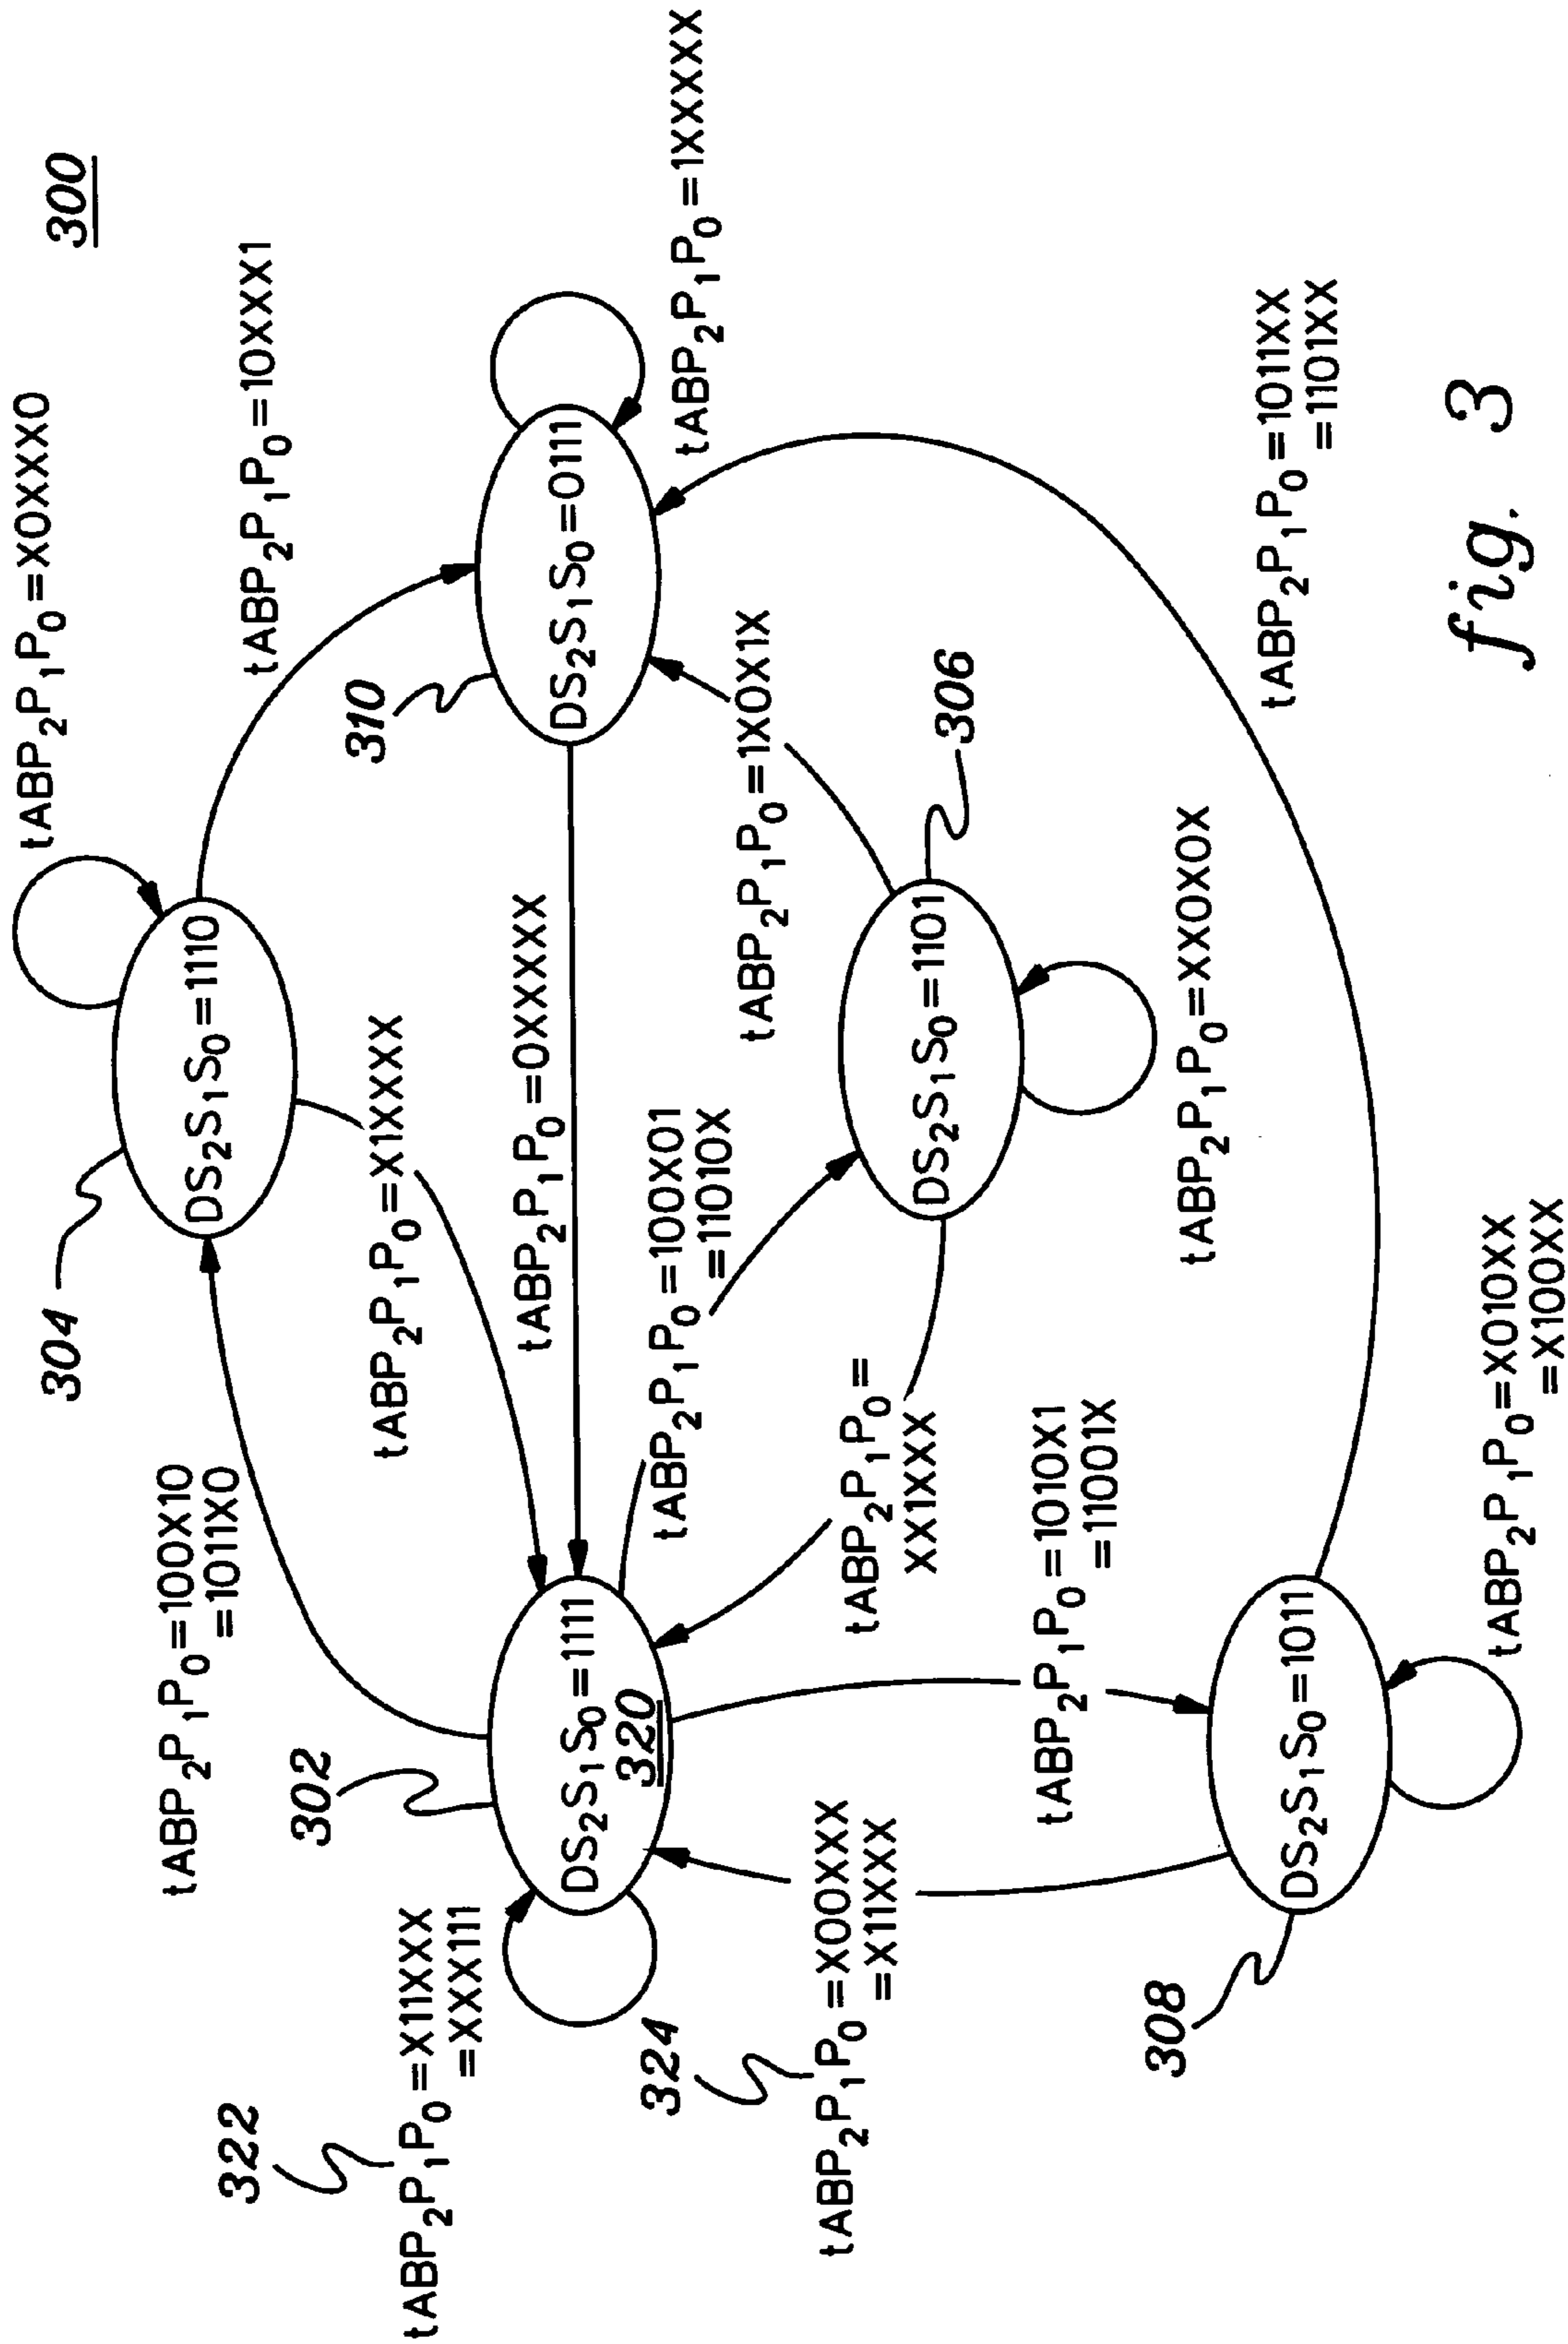 300
tABP₂P₁P₀=X0XXX0
304
DS₂S₁S₀=1110
tABP₂P₁P₀=100X10
=1011X0
tABP₂P₁P₀=10XXX1
302
tABP₂P₁P₀=X1XXXX
310
322
tABP₂P₁P₀=X11XXX
=XXX111
DS₂S₁S₀=1111
320
tABP₂P₁P₀=0XXXXX
DS₂S₁S₀=0111
tABP₂P₁P₀=1XXXXX
324
tABP₂P₁P₀=X00XXX
=X11XXX
tABP₂P₁P₀=100X01
=11010X
tABP₂P₁P₀=1X0X1X
tABP₂P₁P₀=
XX1XXX
DS₂S₁S₀=1101
306
tABP₂P₁P₀=1010X1
=11001X
308
tABP₂P₁P₀=XX0X0X
DS₂S₁S₀=1011
tABP₂P₁P₀=1011XX
=1101XX
tABP₂P₁P₀=X010XX
=X100XX
fig. 3